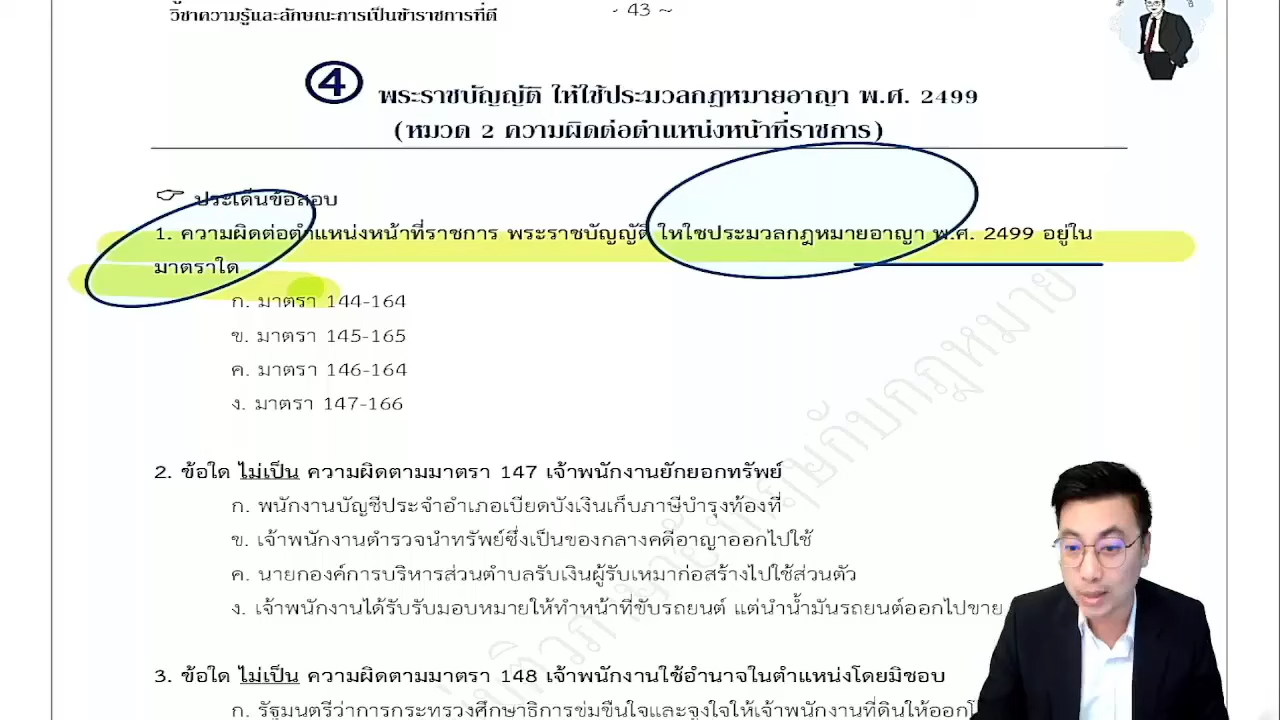 วิชาความรู้และลักษณะการเป็นข้าราชการที่ดี
- 43 ~
4 พระราชบัญญัติ ให้ใช้ประมวลกฎหมายอาญา พ.ศ. 2499
(หมวด 2 ความผิดต่อตำแหน่งหน้าที่ราชการ)
ประเด็นข้อสอบ
1. ความผิดต่อตำแหน่งหน้าที่ราชการ พระราชบัญญัติ ให้ใช้ประมวลกฎหมายอาญา พ.ศ. 2499 อยู่ใน
มาตราใด
ก. มาตรา 144-164
ข. มาตรา 145-165
ค. มาตรา 146-164
ง. มาตรา 147-166
2. ข้อใด ไม่เป็น ความผิดตามมาตรา 147 เจ้าพนักงานยักยอกทรัพย์
ก. พนักงานบัญชีประจำอำเภอเบียดบังเงินเก็บภาษีบำรุงท้องที่
ข. เจ้าพนักงานตำรวจนำทรัพย์ซึ่งเป็นของกลางคดีอาญาออกไปใช้
ค. นายกองค์การบริหารส่วนตำบลรับเงินผู้รับเหมาก่อสร้างไปใช้ส่วนตัว
ง. เจ้าพนักงานได้รับรับมอบหมายให้ทำหน้าที่ขับรถยนต์ แต่นำน้ำมันรถยนต์ออกไปขาย
3. ข้อใด ไม่เป็น ความผิดตามมาตรา 148 เจ้าพนักงานใช้อำนาจในตำแหน่งโดยมิชอบ
ก. รัฐมนตรีว่าการกระทรวงศึกษาธิการข่มขืนใจและจูงใจให้เจ้าพนักงานที่ดินให้ออก